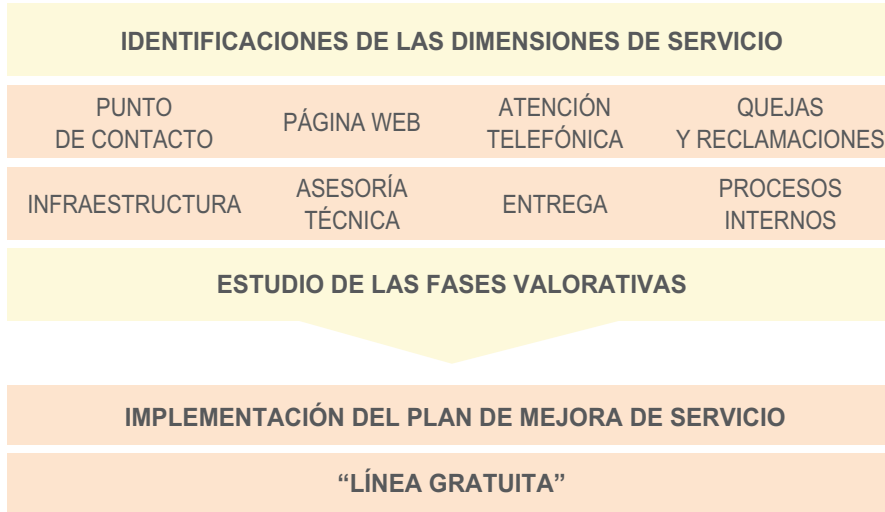 IDENTIFICACIONES DE LAS DIMENSIONES DE SERVICIO
PUNTO
DE CONTACTO
PÁGINA WEB
ATENCIÓN
TELEFÓNICA
QUEJAS
Y RECLAMACIONES
INFRAESTRUCTURA
ASESORÍA
TÉCNICA
ENTREGA
PROCESOS
INTERNOS
ESTUDIO DE LAS FASES VALORATIVAS
IMPLEMENTACIÓN DEL PLAN DE MEJORA DE SERVICIO
“LÍNEA GRATUITA”